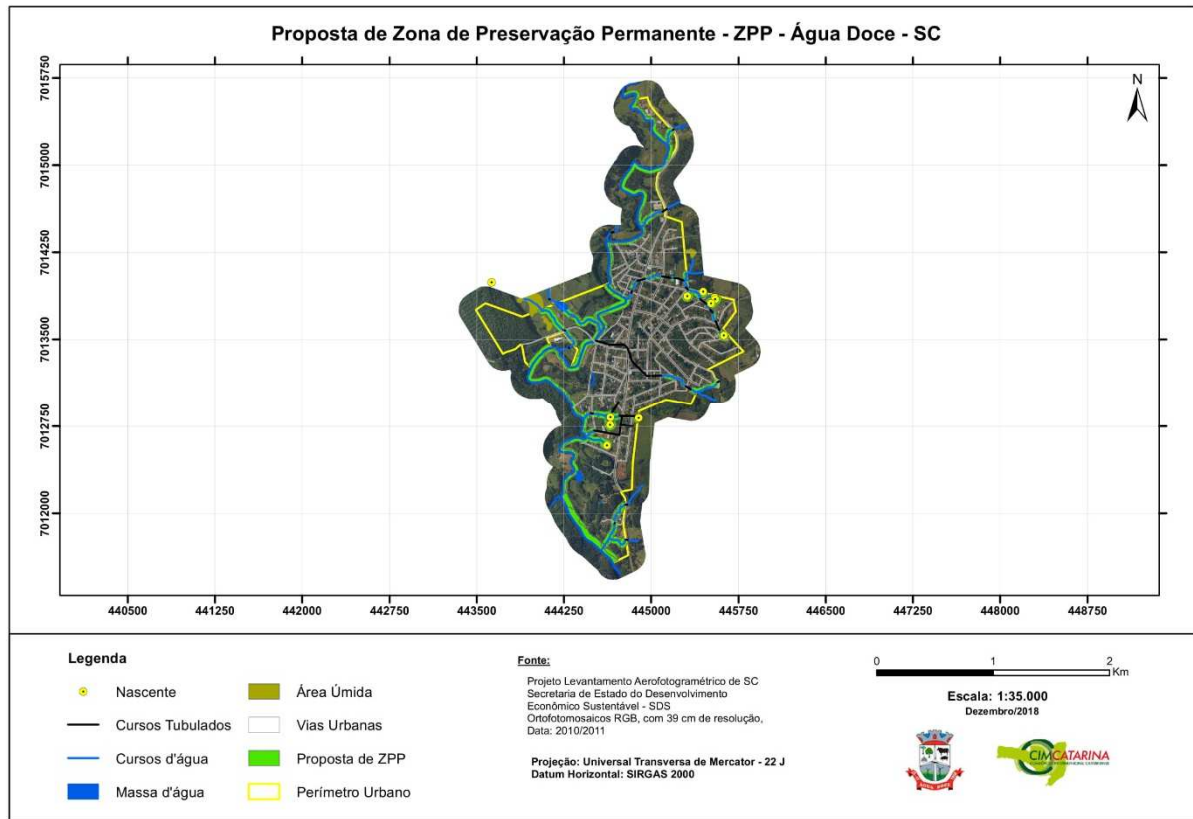 Proposta de Zona de Preservação Permanente - ZPP - Água Doce - SC
N
7015750
7015000
7014250
7013500
7012750
7012000
440500
441250
442000
442750
443500
444250
445000
445750
446500
447250
448000
448750
Legenda
Nascente
Cursos Tubulados
Cursos d'água
Massa d'água
Área Úmida
Vias Urbanas
Proposta de ZPP
Perímetro Urbano
Fonte:
Projeto Levantamento Aerofotogramétrico de SC
Secretaria de Estado do Desenvolvimento
Econômico Sustentável - SDS
Ortofotomosaicos RGB, com 39 cm de resolução,
Data: 2010/2011
Projeção: Universal Transversa de Mercator - 22 J
Datum Horizontal: SIRGAS 2000
0 1 2
Km
Escala: 1:35.000
Dezembro/2018
CIMCATARINA